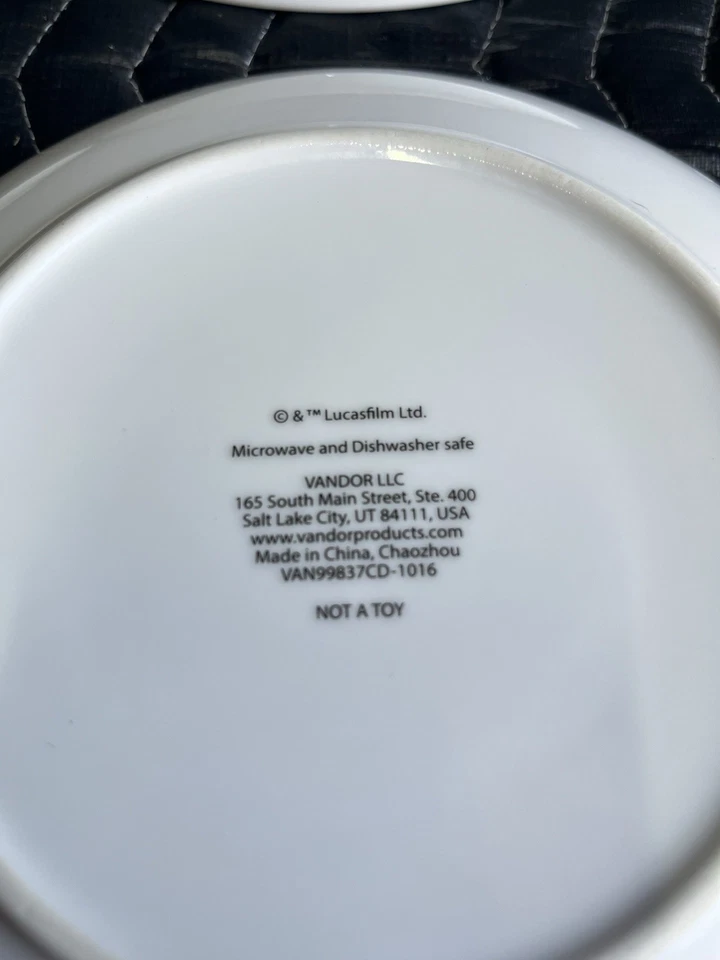 © & ™ Lucasfilm Ltd.
Microwave and Dishwasher safe
VANDOR LLC
165 South Main Street, Ste. 400
Salt Lake City, UT 84111, USA
www.vandorproducts.com
Made in China, Chaozhou
VAN99837CD-1016
NOT A TOY